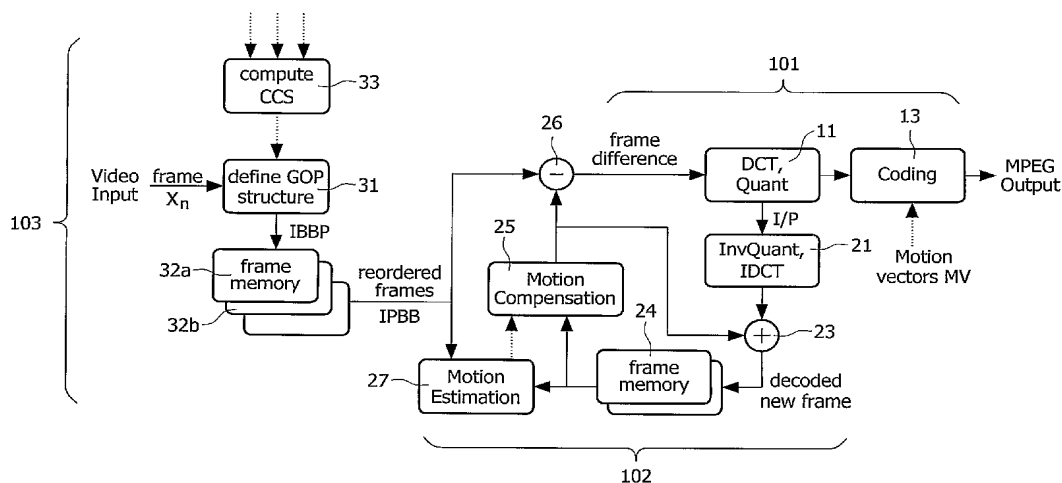 compute
CCS
33
101
103
Video
Input
frame
Xn
define GOP
structure
31
IBBP
26
frame
difference
11
DCT,
Quant
13
Coding
MPEG
Output
I/P
32a
frame
memory
32b
reordered
frames
IPBB
25
Motion
Compensation
InvQuant,
IDCT
21
Motion
vectors MV
−
+
23
24
27
Motion
Estimation
frame
memory
decoded
new frame
102